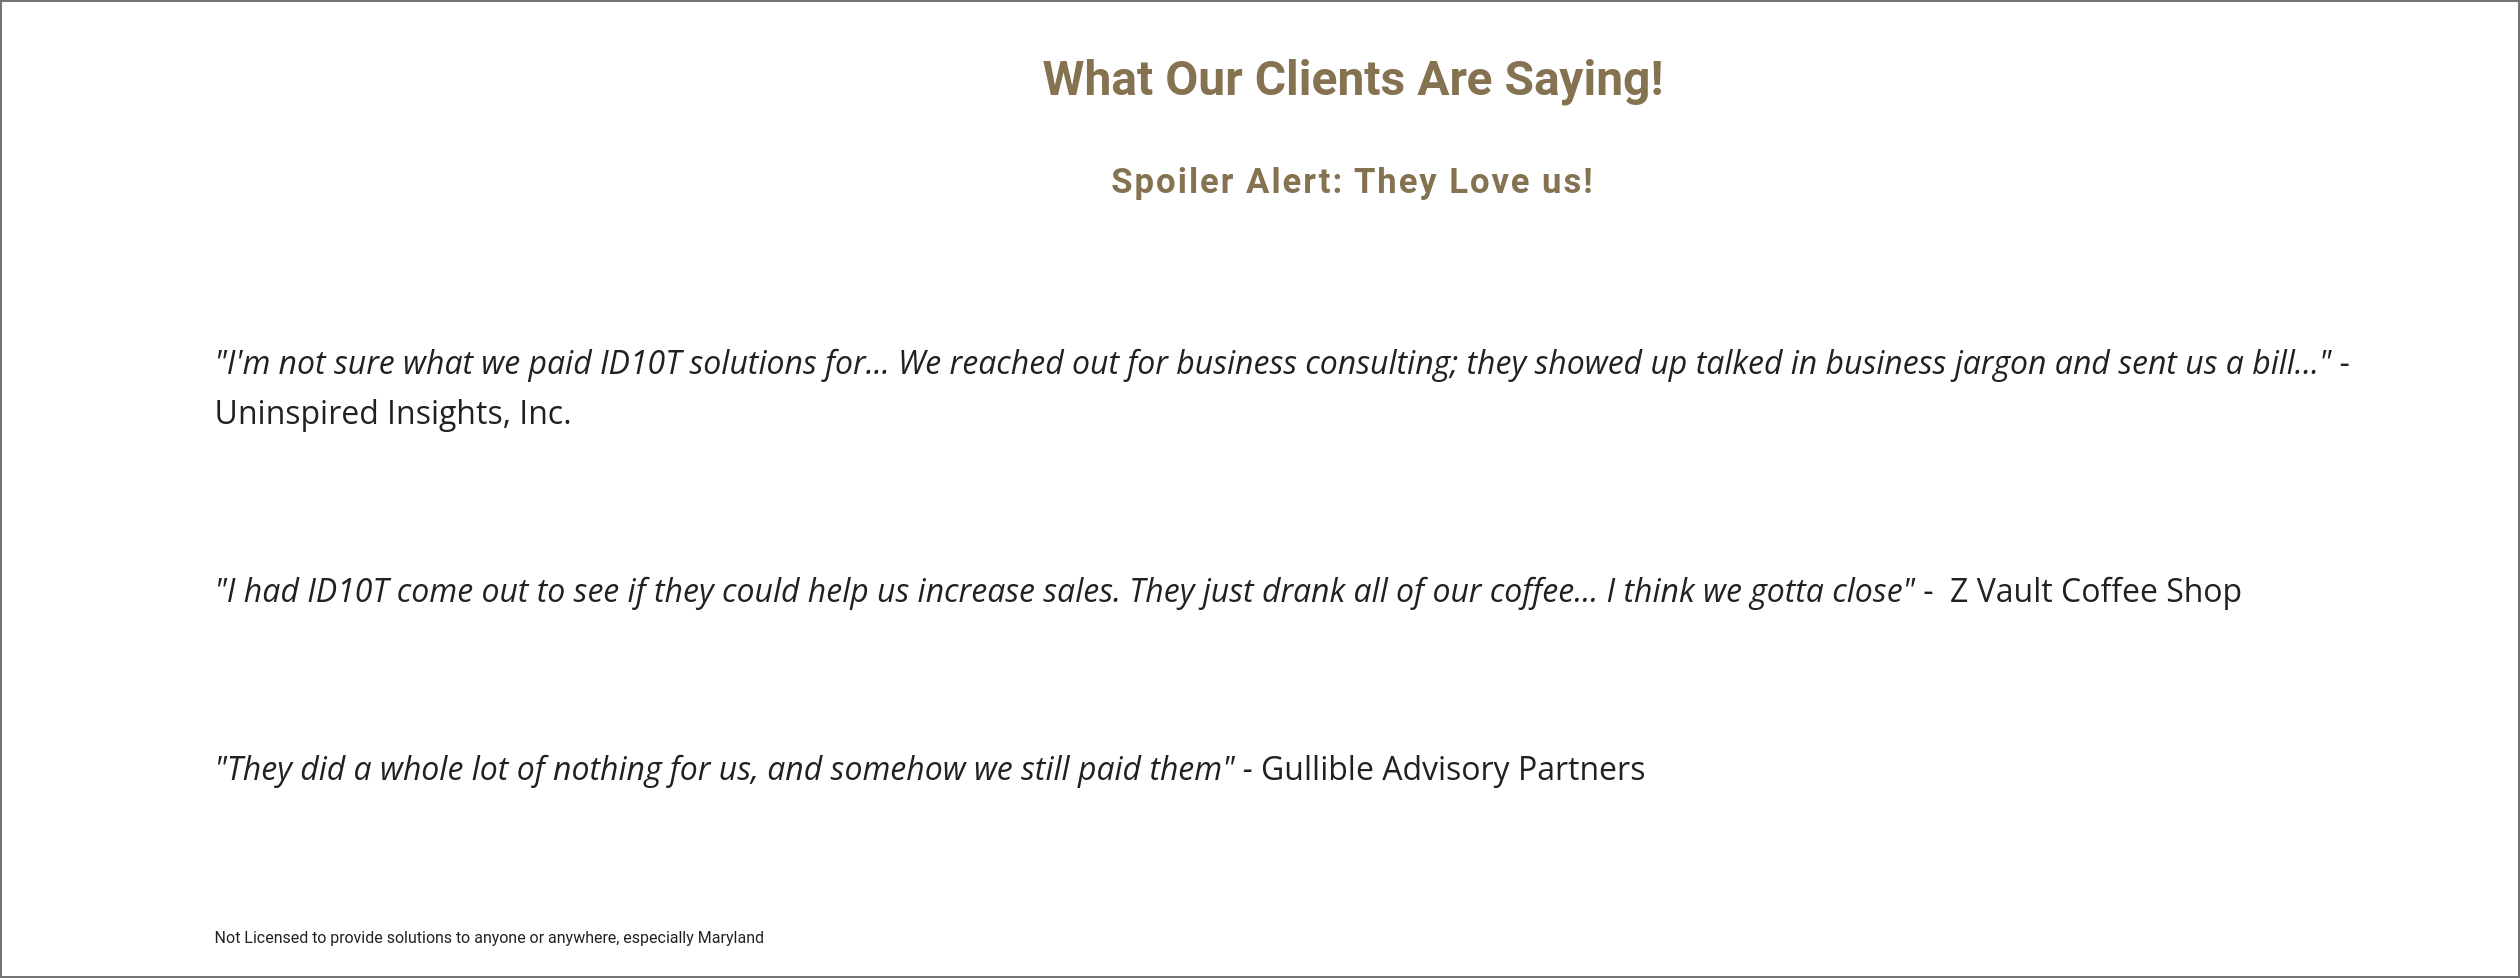 What Our Clients Are Saying!
Spoiler Alert: They Love us!
"I'm not sure what we paid ID10T solutions for... We reached out for business consulting; they showed up talked in business jargon and sent us a bill..." -
Uninspired Insights, Inc.
"I had ID10T come out to see if they could help us increase sales. They just drank all of our coffee... I think we gotta close" -  Z Vault Coffee Shop
"They did a whole lot of nothing for us, and somehow we still paid them" - Gullible Advisory Partners
Not Licensed to provide solutions to anyone or anywhere, especially Maryland